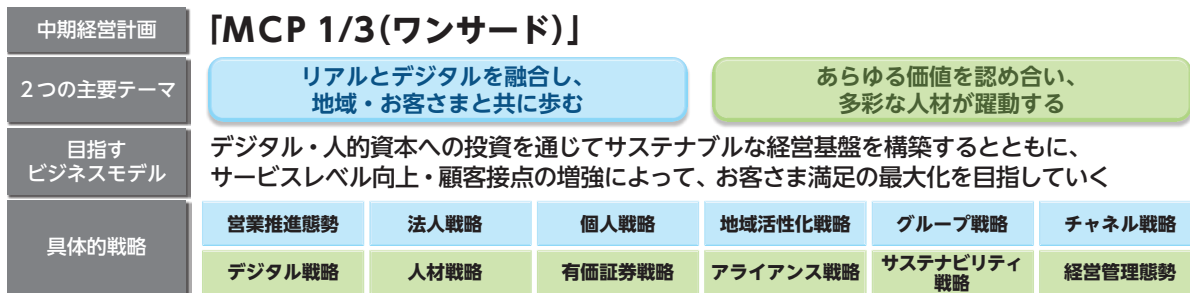 中期経営計画
「MCP 1/3(ワンサード)」
2つの主要テーマ
リアルとデジタルを融合し、
地域・お客さまと共に歩む
あらゆる価値を認め合い、
多彩な人材が躍動する
目指す
ビジネスモデル
デジタル・人的資本への投資を通じてサステナブルな経営基盤を構築するとともに、
サービスレベル向上・顧客接点の増強によって、お客さま満足の最大化を目指していく
具体的戦略
営業推進態勢
法人戦略
個人戦略
地域活性化戦略
グループ戦略
チャネル戦略
デジタル戦略
人材戦略
有価証券戦略
アライアンス戦略
サステナビリティ
戦略
経営管理態勢